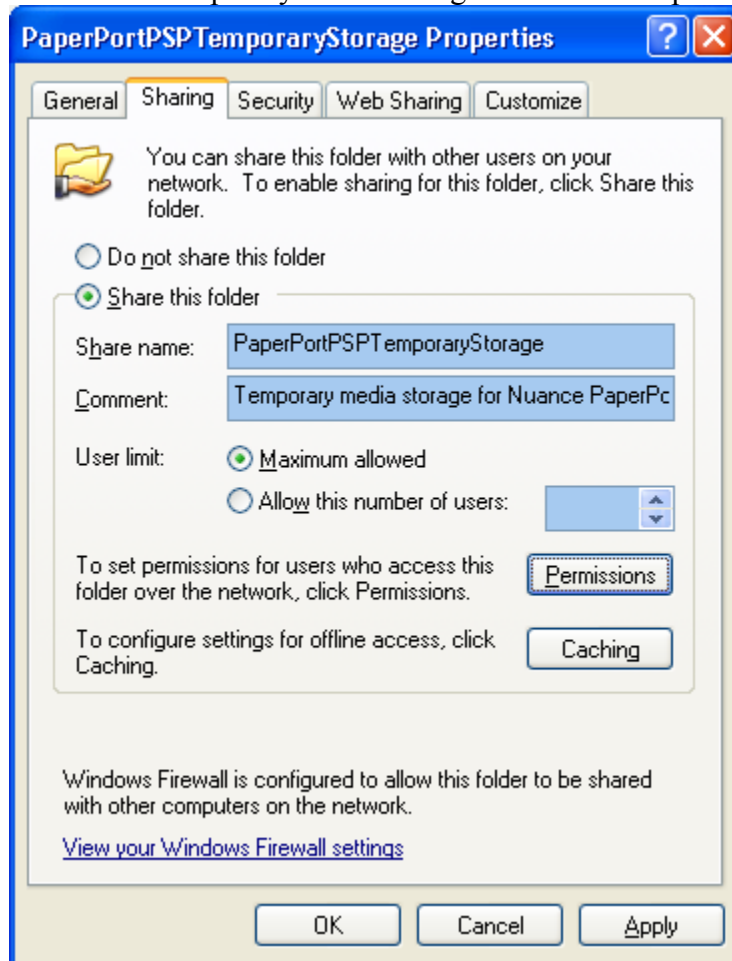 PaperPortPSPTemporaryStorage Properties
General Sharing Security Web Sharing Customize
You can share this folder with other users on your
network. To enable sharing for this folder, click Share this
folder.
Do not share this folder
Share this folder
Share name: PaperPortPSPTemporaryStorage
Comment: Temporary media storage for Nuance PaperPc
User limit: Maximum allowed
Allow this number of users:
To set permissions for users who access this
folder over the network, click Permissions.
Permissions
To configure settings for offline access, click
Caching.
Caching
Windows Firewall is configured to allow this folder to be shared
with other computers on the network.
View your Windows Firewall settings
OK Cancel Apply